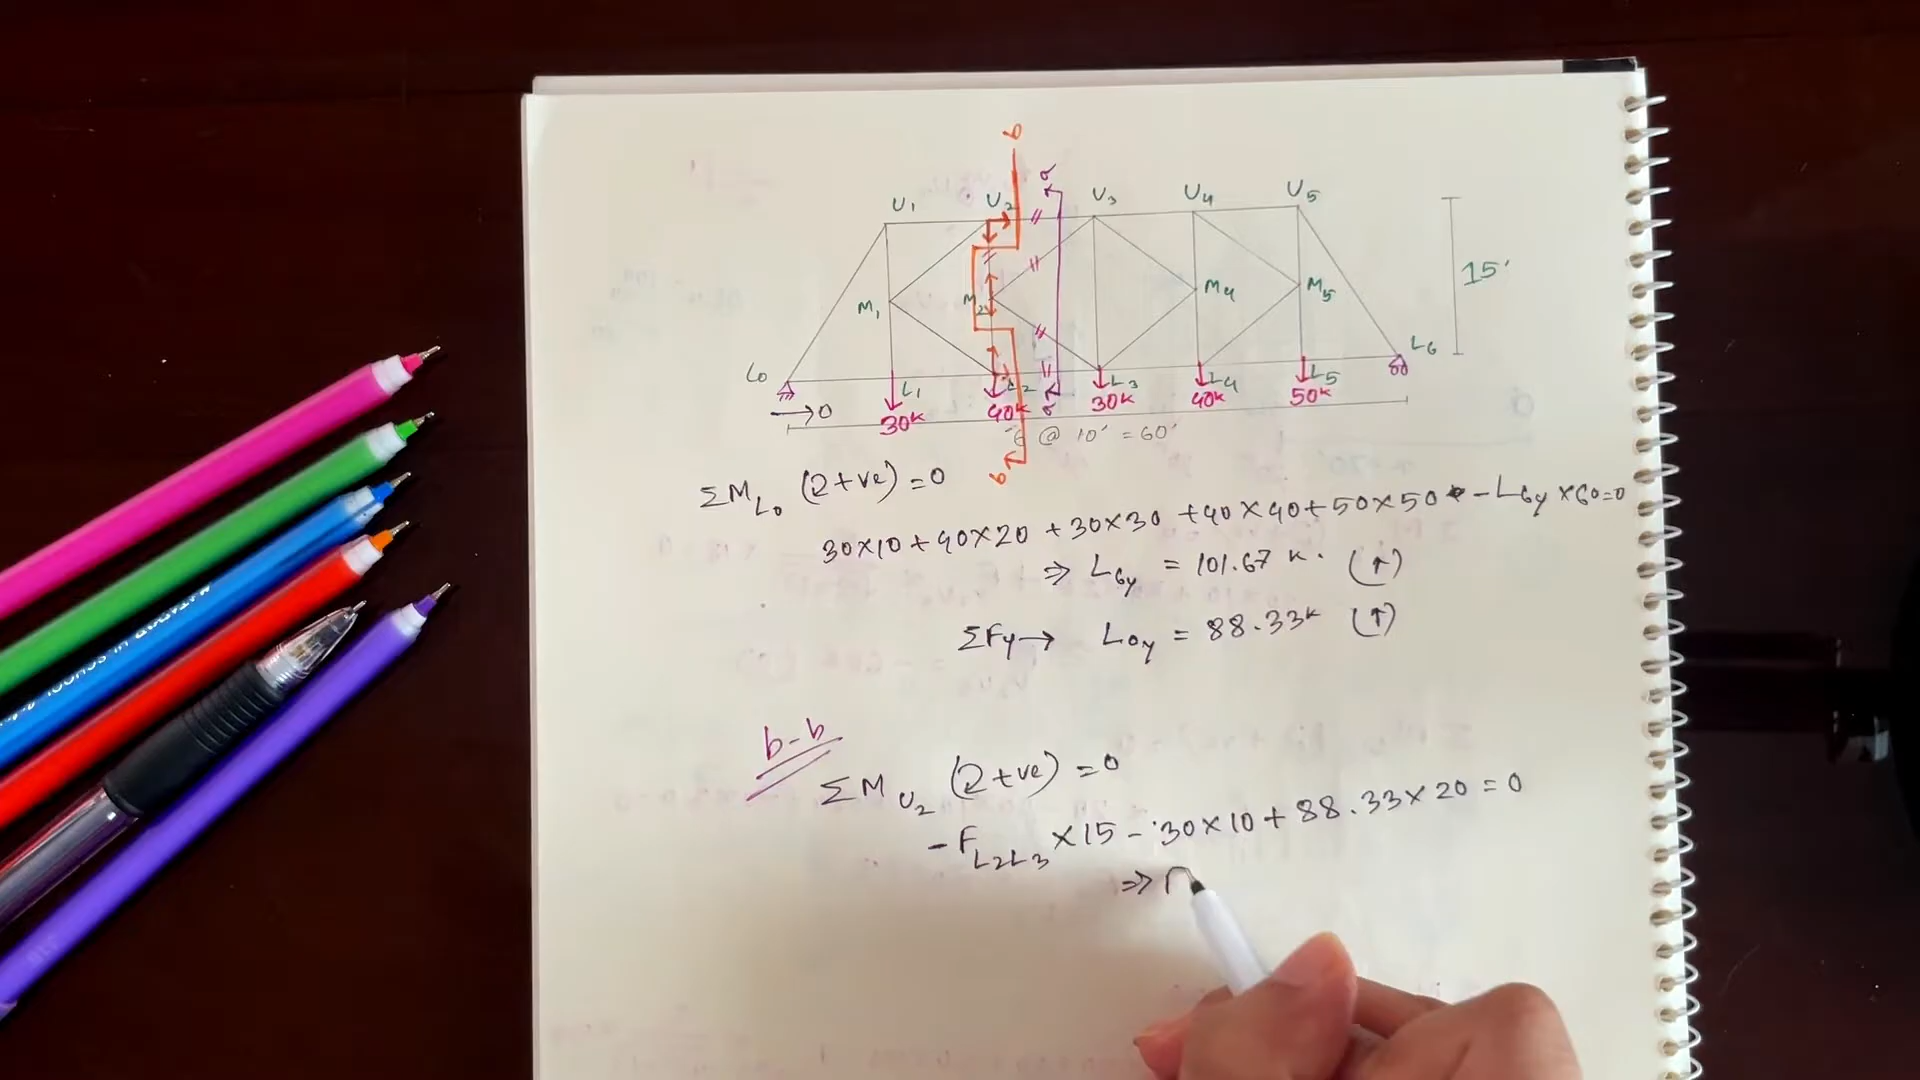 b
a
U1 U2 U3 U4 U5
15'
M1 M2 M4 M5
L0 L1 L2 L3 L4 L5 L6
→0 30k 40k a 30k 40k 50k
6 @ 10' = 60'
b
ΣM_L0 (↻+ve) = 0
30×10+40×20+30×30+40×40+50×50 - L6y ×60=0
⇒ L6y = 101.67 k. (↑)
ΣFy→ L0y = 88.33k (↑)
b-b
ΣM_U2 (↻+ve) = 0
-F_L2L3 ×15 - 30×10 + 88.33×20 = 0
⇒